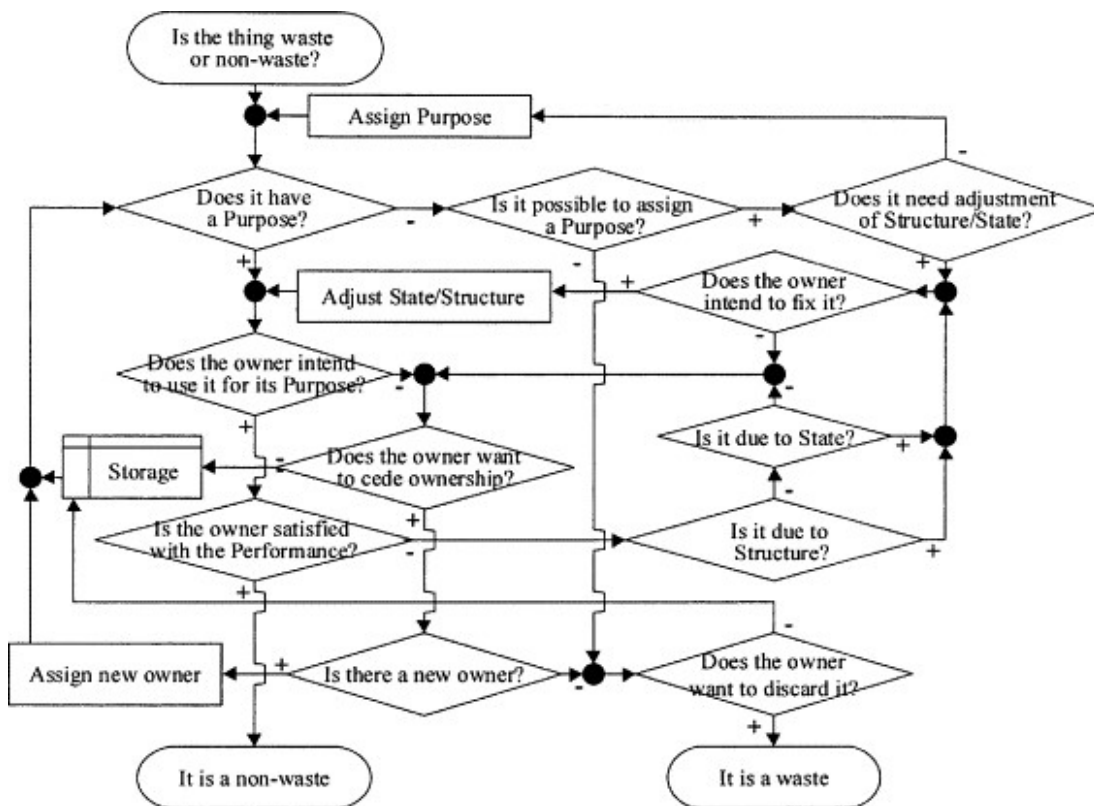 Is the thing waste
or non-waste?
Assign Purpose
-
Does it have
a Purpose?
-
Is it possible to assign
a Purpose?
+
Does it need adjustment
of Structure/State?
+
-
+
Adjust State/Structure
+
Does the owner
intend to fix it?
-
Does the owner intend
to use it for its Purpose?
-
-
+
Is it due to State?
+
Storage
-
-
Does the owner want
to cede ownership?
-
+
Is the owner satisfied
with the Performance?
-
Is it due to
Structure?
+
+
-
Assign new owner
+
Is there a new owner?
-
Does the owner
want to discard it?
+
It is a non-waste
It is a waste